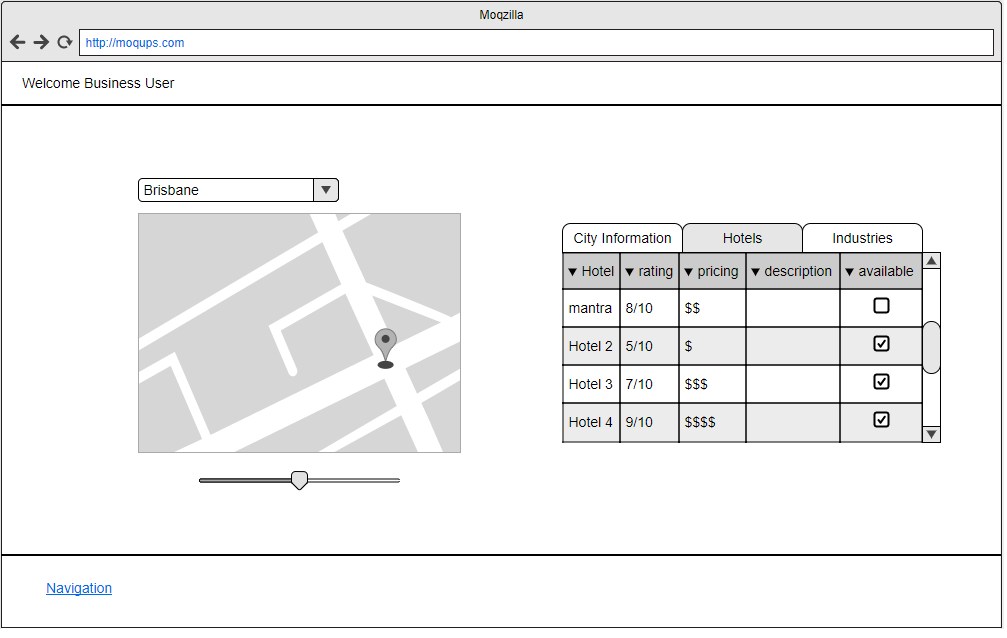 Moqzilla
http://moqups.com
Welcome Business User
Brisbane
City Information Hotels Industries
Hotel rating pricing description available
mantra 8/10 $$
Hotel 2 5/10 $
Hotel 3 7/10 $$$
Hotel 4 9/10 $$$$
Navigation